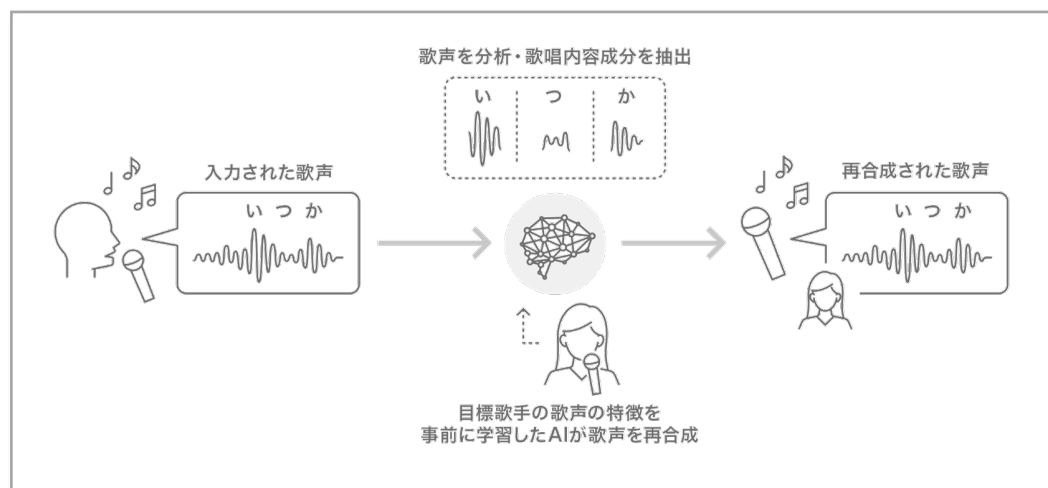 歌声を分析・歌唱内容成分を抽出
い つ か
入力された歌声
い つ か
再合成された歌声
い つ か
目標歌手の歌声の特徴を
事前に学習したAIが歌声を再合成